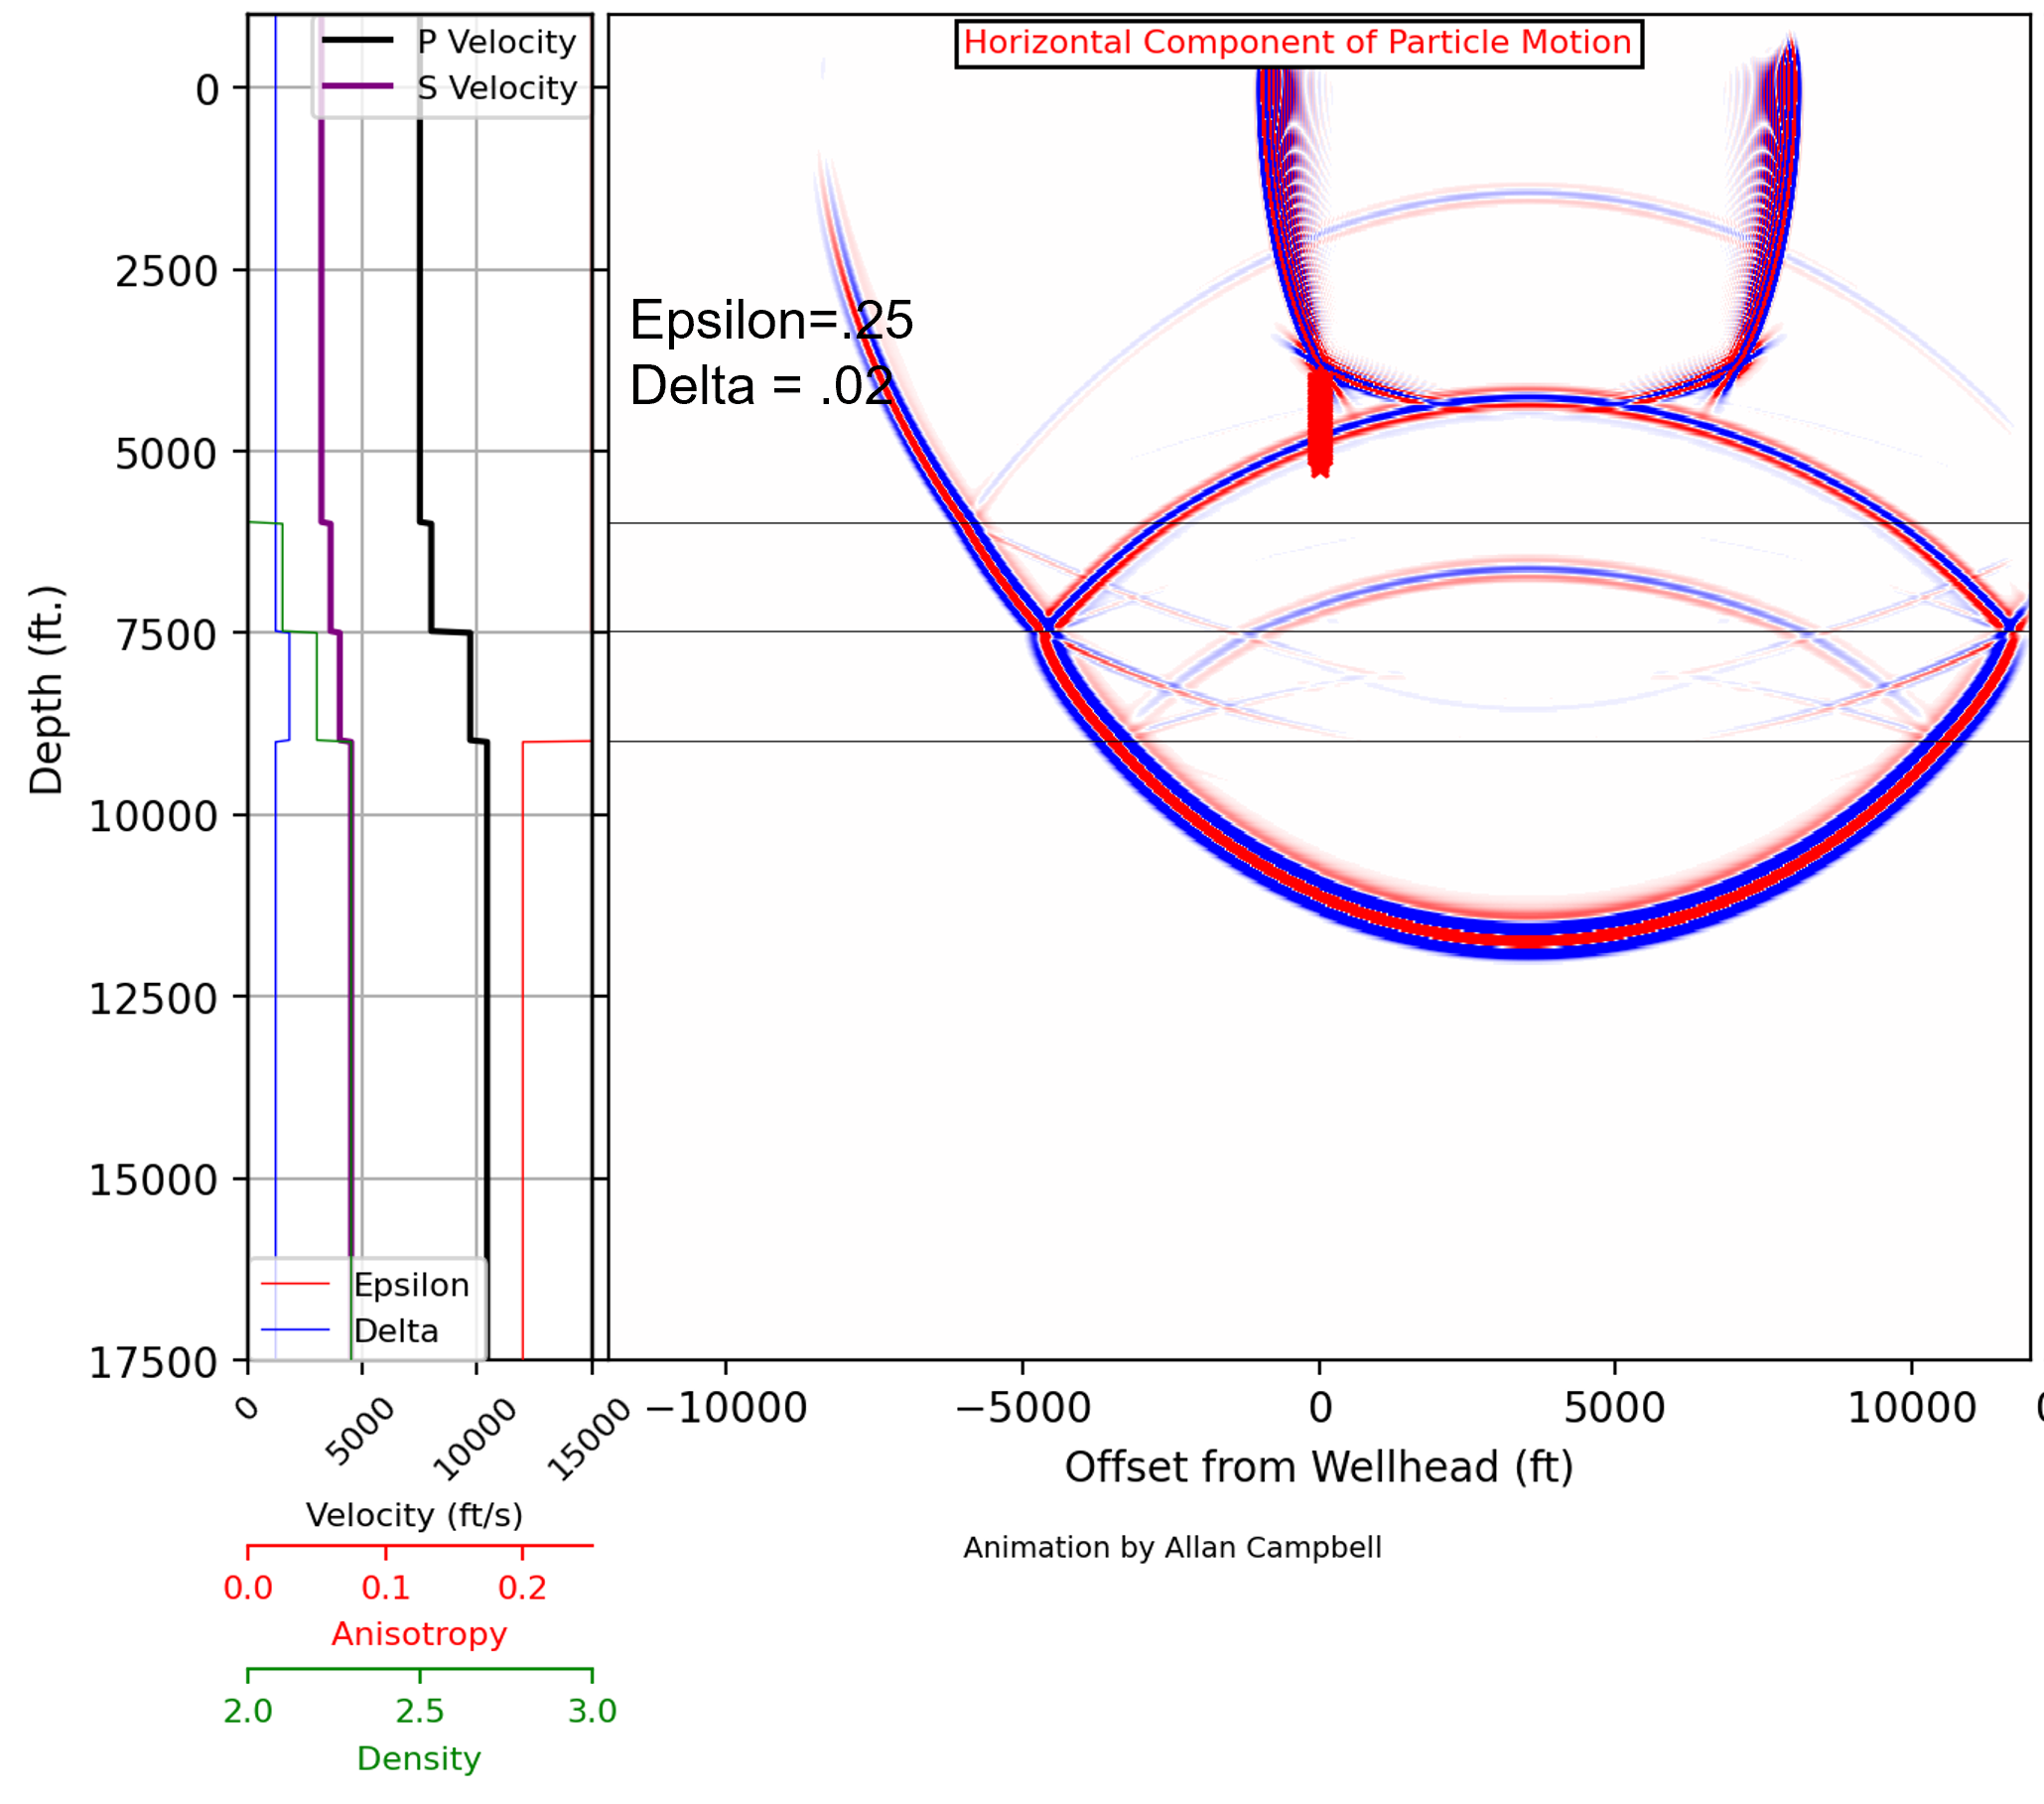 P Velocity
S Velocity
Horizontal Component of Particle Motion
0
2500
5000
7500
10000
12500
15000
17500
Depth (ft.)
Epsilon=.25
Delta = .02
Epsilon
Delta
0
5000
10000
15000
Velocity (ft/s)
0.0 0.1 0.2
Anisotropy
2.0 2.5 3.0
Density
−10000 −5000 0 5000 10000
Offset from Wellhead (ft)
Animation by Allan Campbell